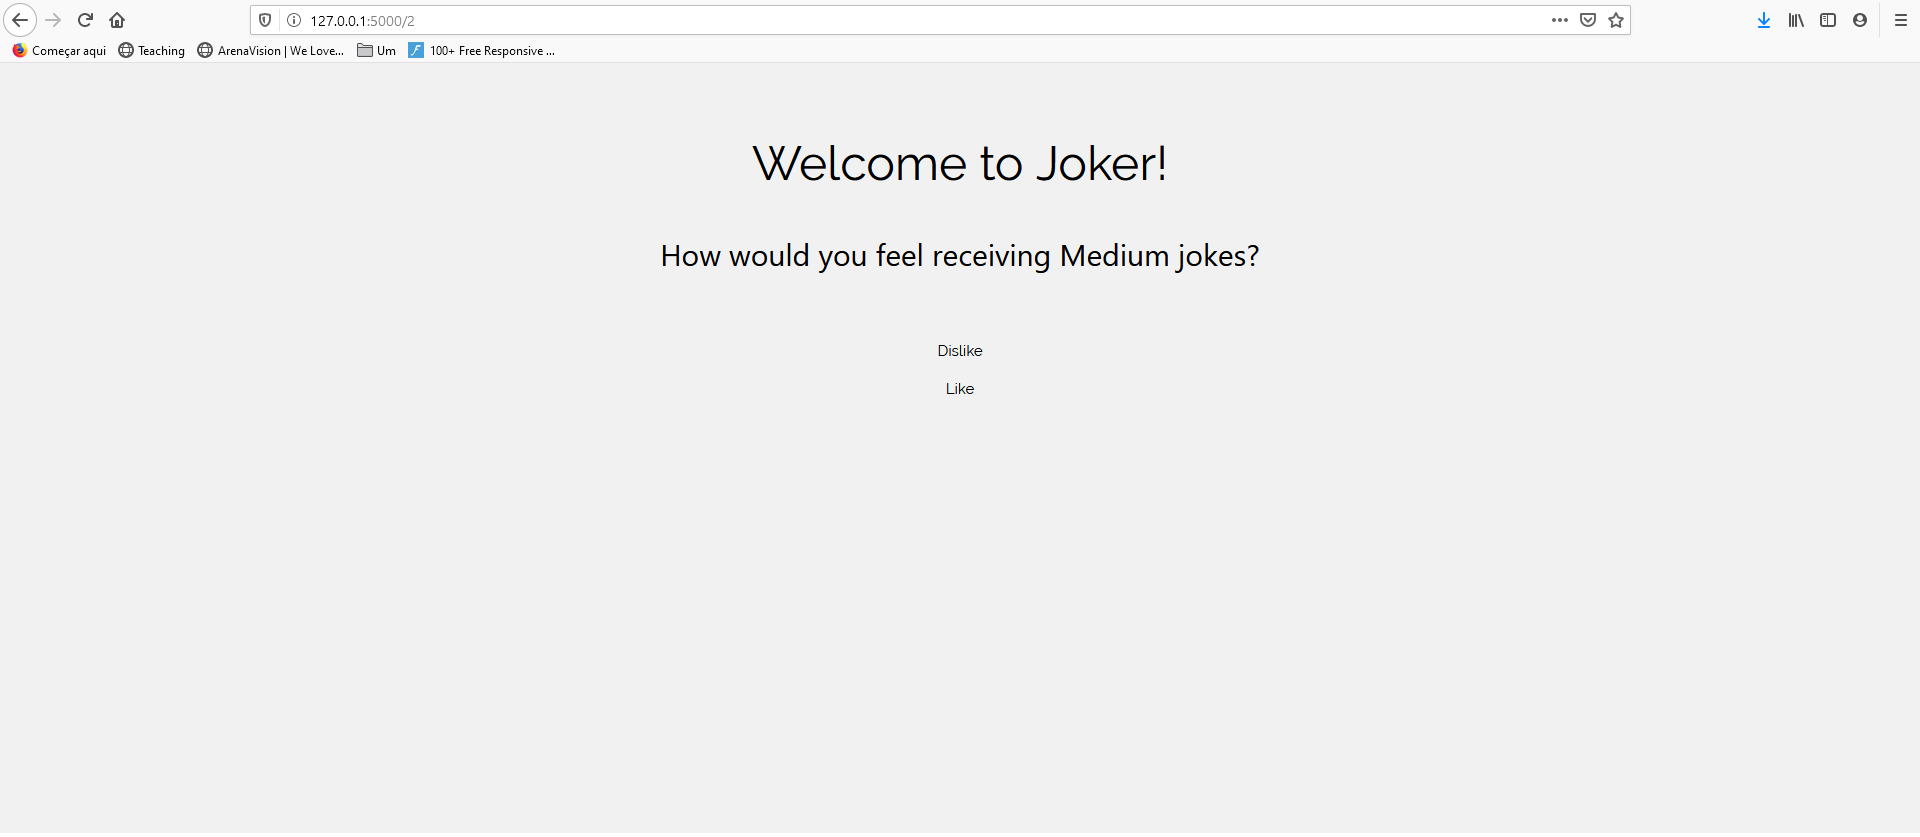 127.0.0.1:5000/2
Começar aqui Teaching ArenaVision | We Love... Um 100+ Free Responsive ...
Welcome to Joker!
How would you feel receiving Medium jokes?
Dislike
Like